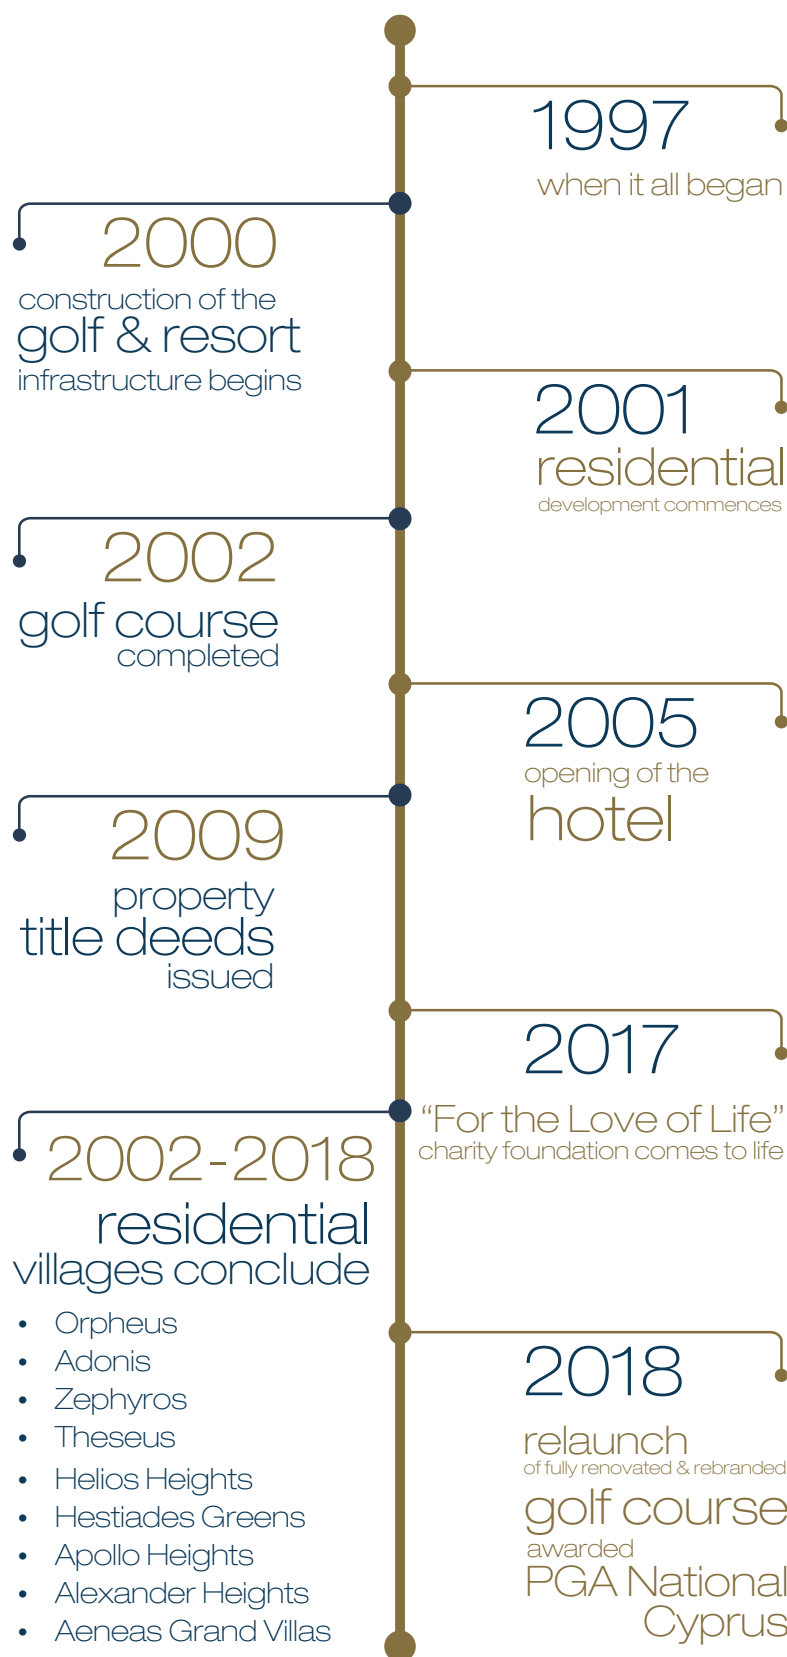 1997
when it all began
2000
construction of the
golf & resort
infrastructure begins
2001
residential
development commences
2002
golf course
completed
2005
opening of the
hotel
2009
property
title deeds
issued
2017
“For the Love of Life”
charity foundation comes to life
2002-2018
residential
villages conclude
• Orpheus
• Adonis
• Zephyros
• Theseus
• Helios Heights
• Hestiades Greens
• Apollo Heights
• Alexander Heights
• Aeneas Grand Villas
2018
relaunch
of fully renovated & rebranded
golf course
awarded
PGA National
Cyprus